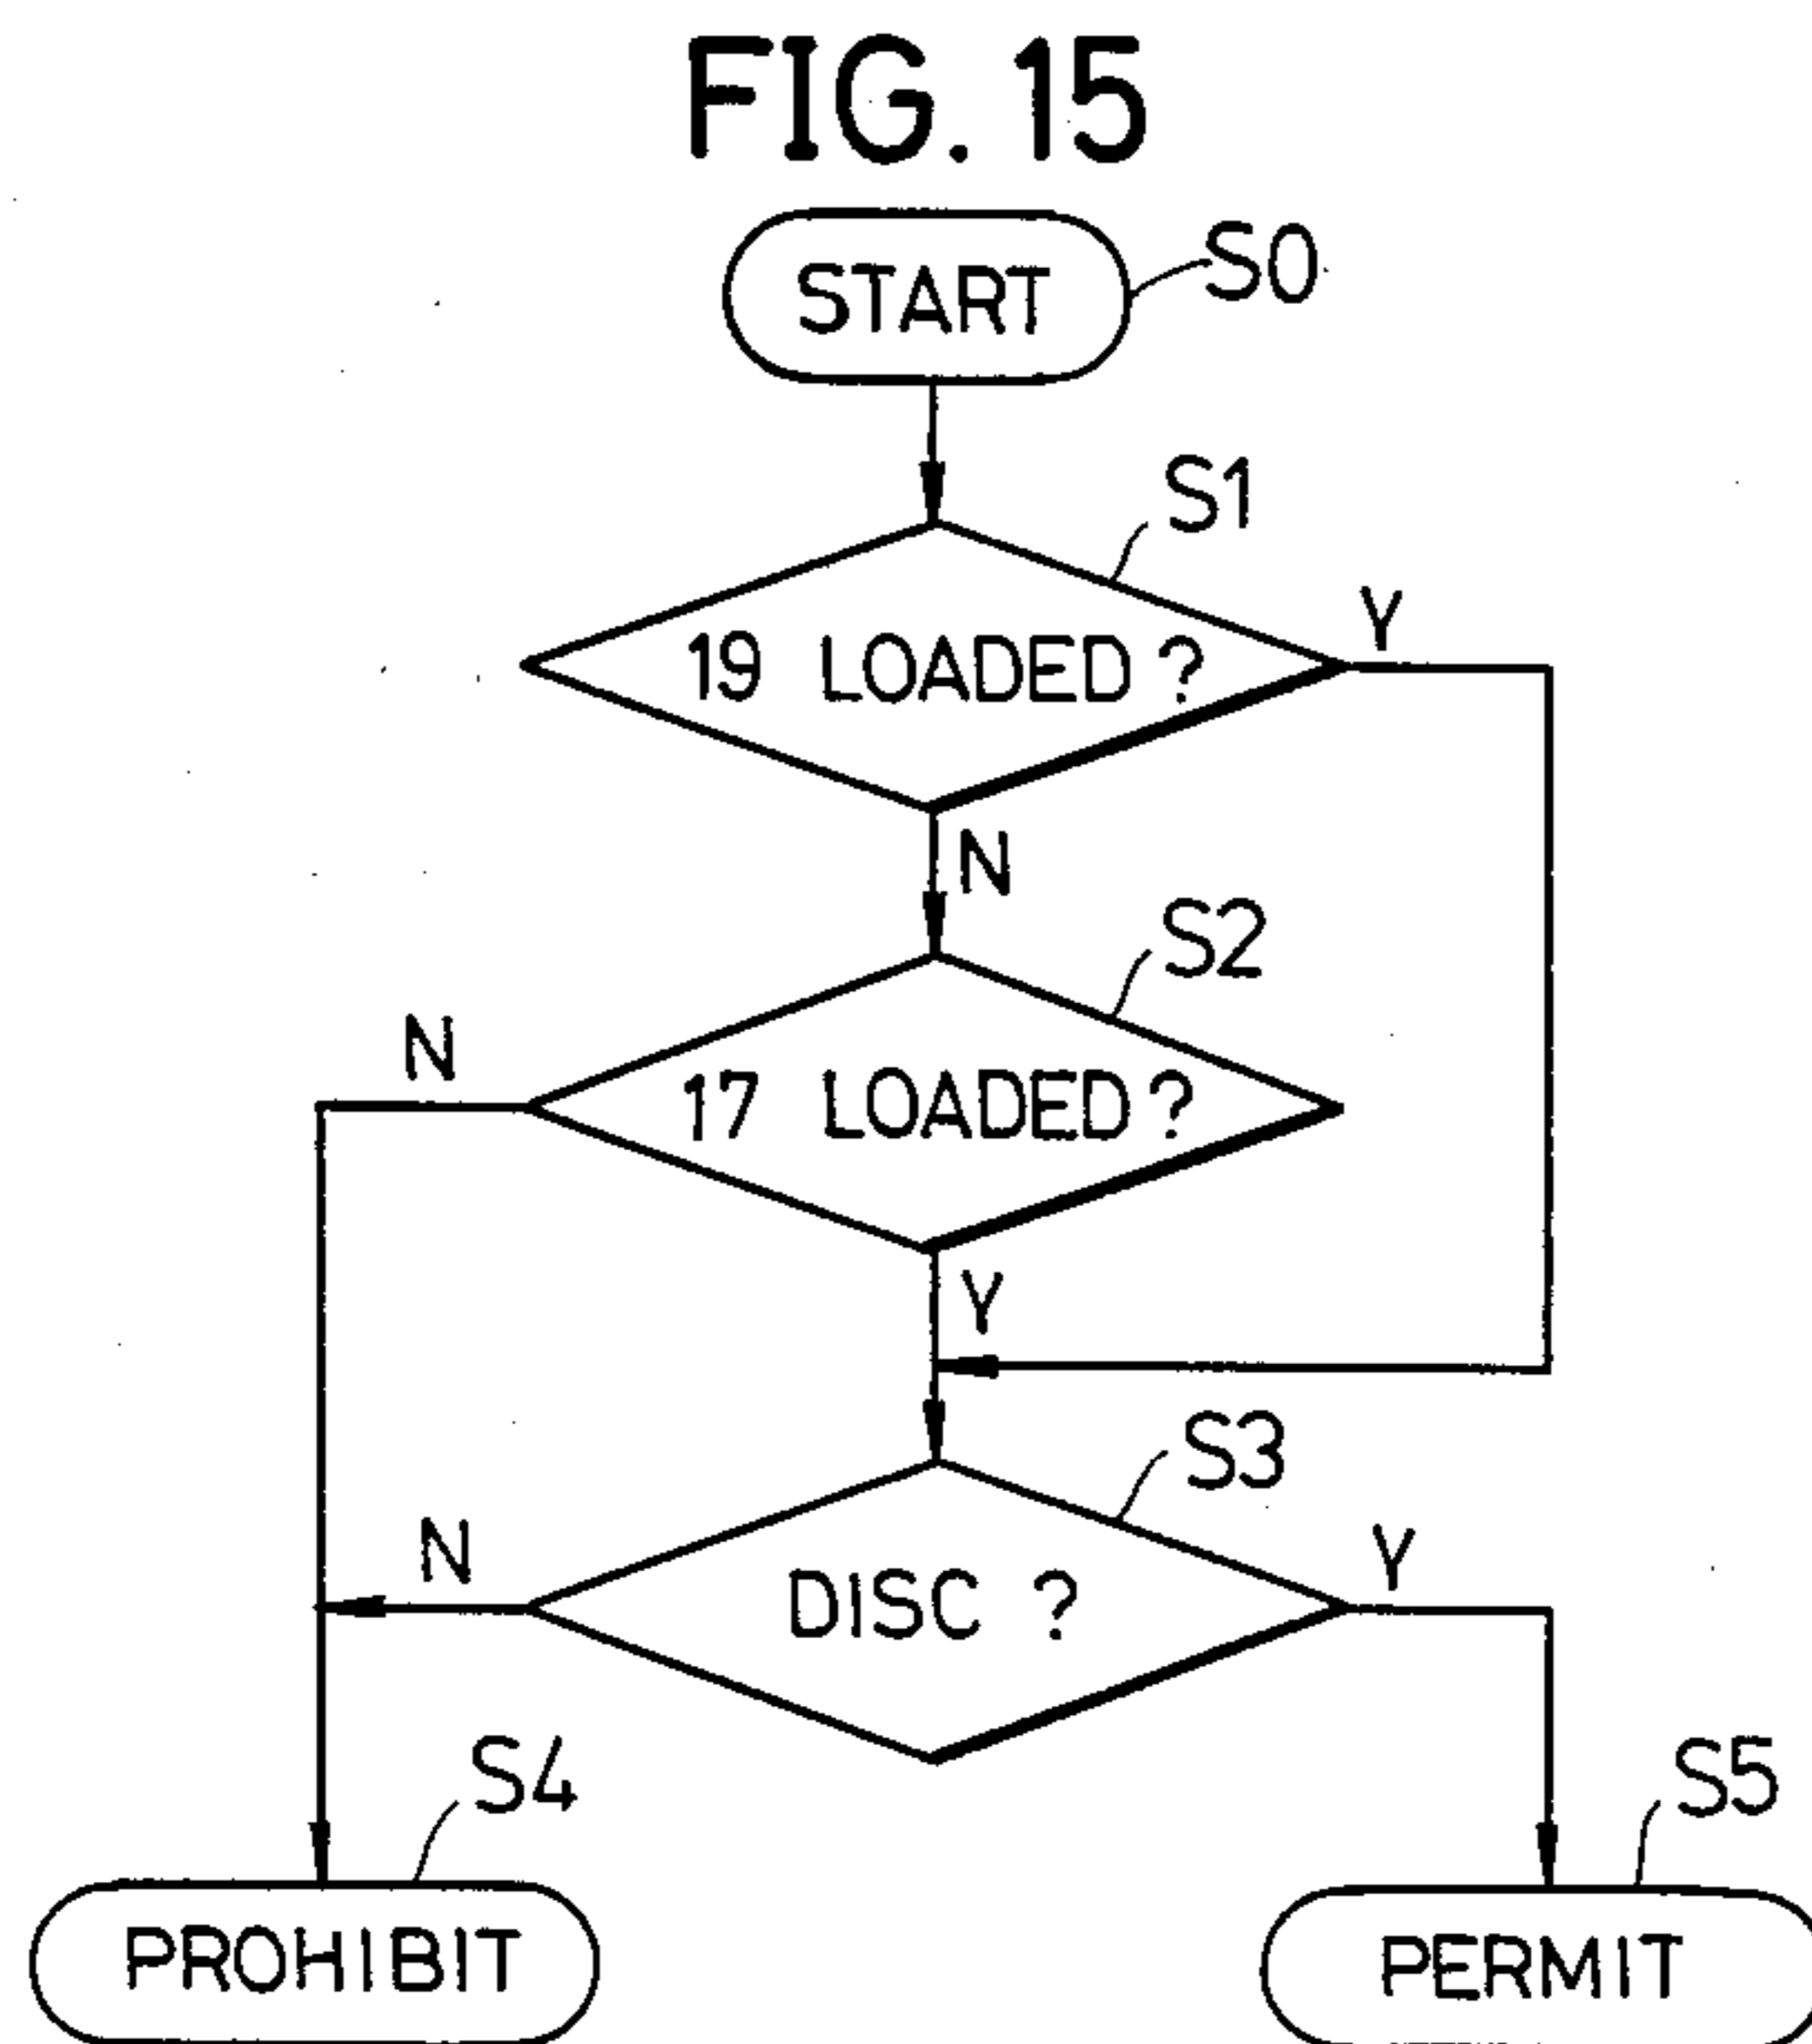 FIG. 15
START
S0
S1
19 LOADED ?
Y
N
S2
N
17 LOADED ?
Y
S3
N
DISC ?
Y
S4
S5
PROHIBIT
PERMIT